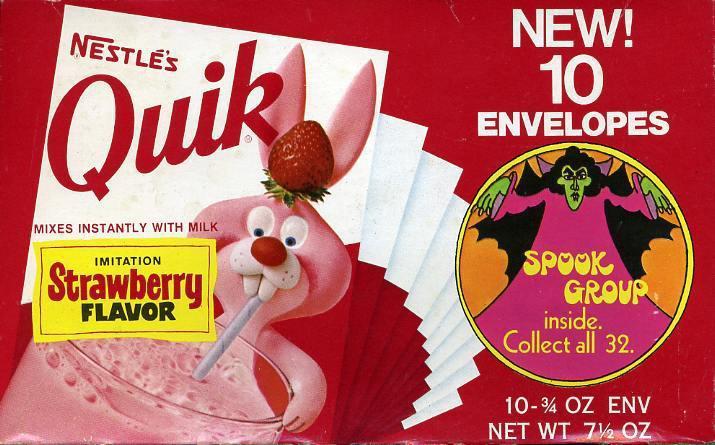 NESTLÉ'S
Quik®
MIXES INSTANTLY WITH MILK
IMITATION
Strawberry
FLAVOR
NEW!
10
ENVELOPES
SPOOK
GROUP
inside.
Collect all 32.
10-¾ OZ ENV
NET WT 7½ OZ